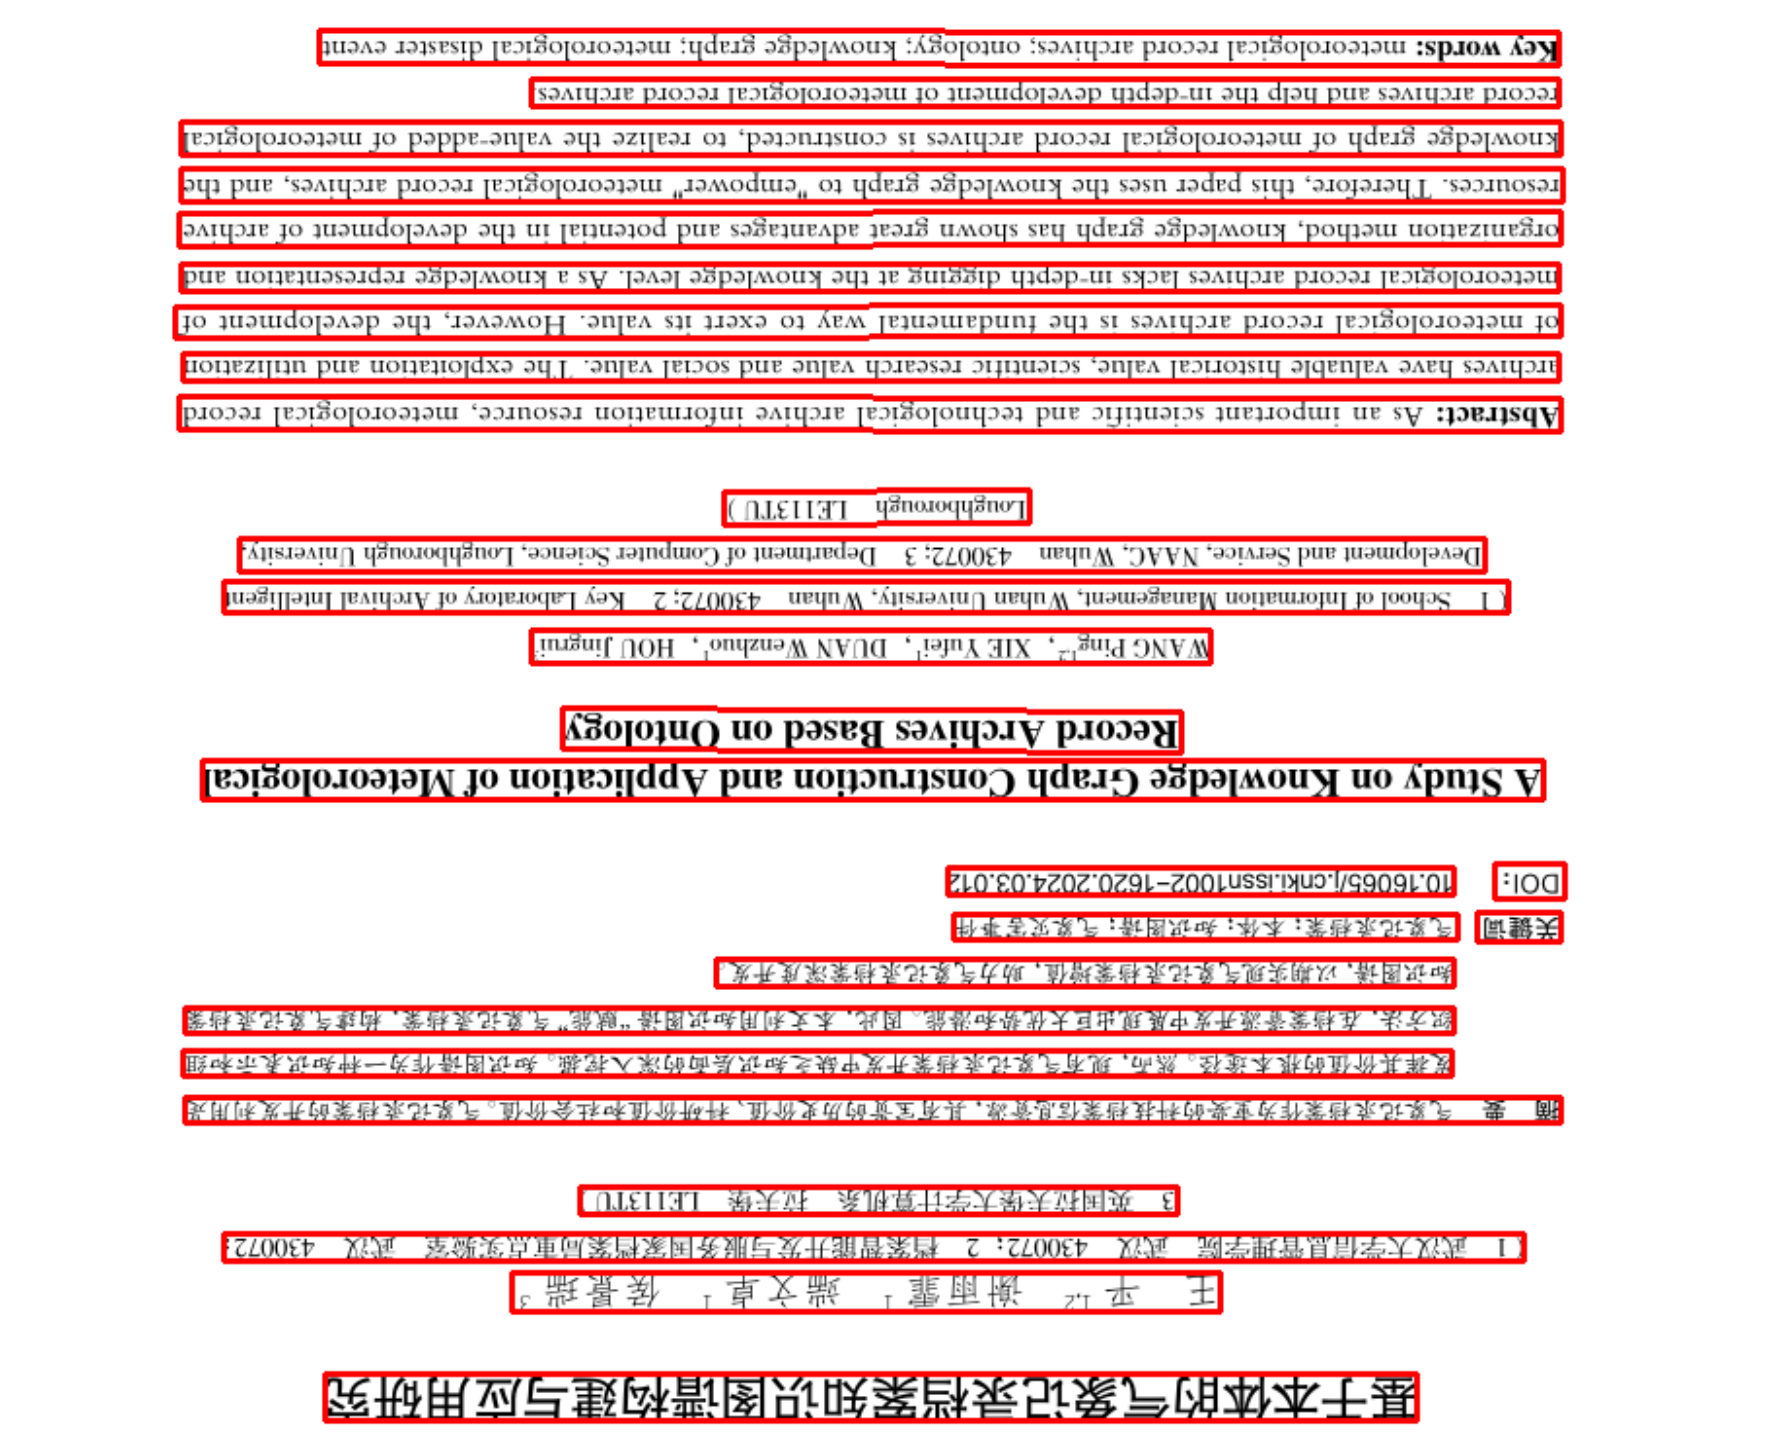 基于本体的气象记录档案知识图谱构建与应用研究
王 平 1,2 谢雨霏 1 端文卓 1 侯景瑞 3
(1 武汉大学信息管理学院 武汉 430072; 2 档案智能开发与服务国家档案局重点实验室 武汉 430072;
3 英国拉夫堡大学计算机系 拉夫堡 LE113TU)
摘 要 气象记录档案作为重要的科技档案信息资源,具有宝贵的历史价值、科研价值和社会价值。气象记录档案的开发利用是
发挥其价值的根本途径。然而,现有气象记录档案开发中缺乏知识层面的深入挖掘。知识图谱作为一种知识表示和组
织方法,在档案资源开发中展现出巨大优势和潜能。因此,本文利用知识图谱“赋能”气象记录档案,构建气象记录档案
知识图谱,以期实现气象记录档案增值,助力气象记录档案深度开发。
关键词 气象记录档案;本体;知识图谱;气象灾害事件
DOI: 10.16065/j.cnki.issn1002-1620.2024.03.012
A Study on Knowledge Graph Construction and Application of Meteorological
Record Archives Based on Ontology
WANG Ping1,2, XIE Yufei1, DUAN Wenzhuo1, HOU Jingrui3
(1 School of Information Management, Wuhan University, Wuhan 430072; 2 Key Laboratory of Archival Intelligent
Development and Service, NAAC, Wuhan 430072; 3 Department of Computer Science, Loughborough University,
Loughborough LE113TU)
Abstract: As an important scientific and technological archive information resource, meteorological record
archives have valuable historical value, scientific research value and social value. The exploitation and utilization
of meteorological record archives is the fundamental way to exert its value. However, the development of
meteorological record archives lacks in-depth digging at the knowledge level. As a knowledge representation and
organization method, knowledge graph has shown great advantages and potential in the development of archive
resources. Therefore, this paper uses the knowledge graph to "empower" meteorological record archives, and the
knowledge graph of meteorological record archives is constructed, to realize the value-added of meteorological
record archives and help the in-depth development of meteorological record archives.
Key words: meteorological record archives; ontology; knowledge graph; meteorological disaster event